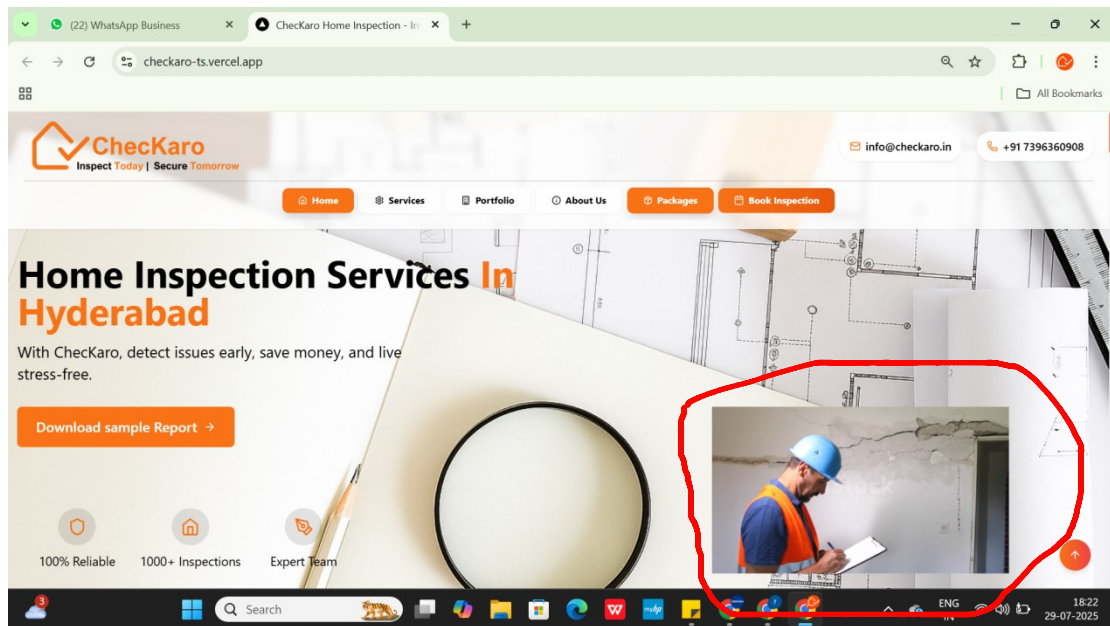 (22) WhatsApp Business
ChecKaro Home Inspection - In
checkaro-ts.vercel.app
All Bookmarks
ChecKaro
Inspect Today | Secure Tomorrow
info@checkaro.in
+91 7396360908
Home
Services
Portfolio
About Us
Packages
Book Inspection
Home Inspection Services In
Hyderabad
With ChecKaro, detect issues early, save money, and live
stress-free.
Download sample Report →
100% Reliable
1000+ Inspections
Expert Team
3
Search
ENG
IN
18:22
29-07-2025